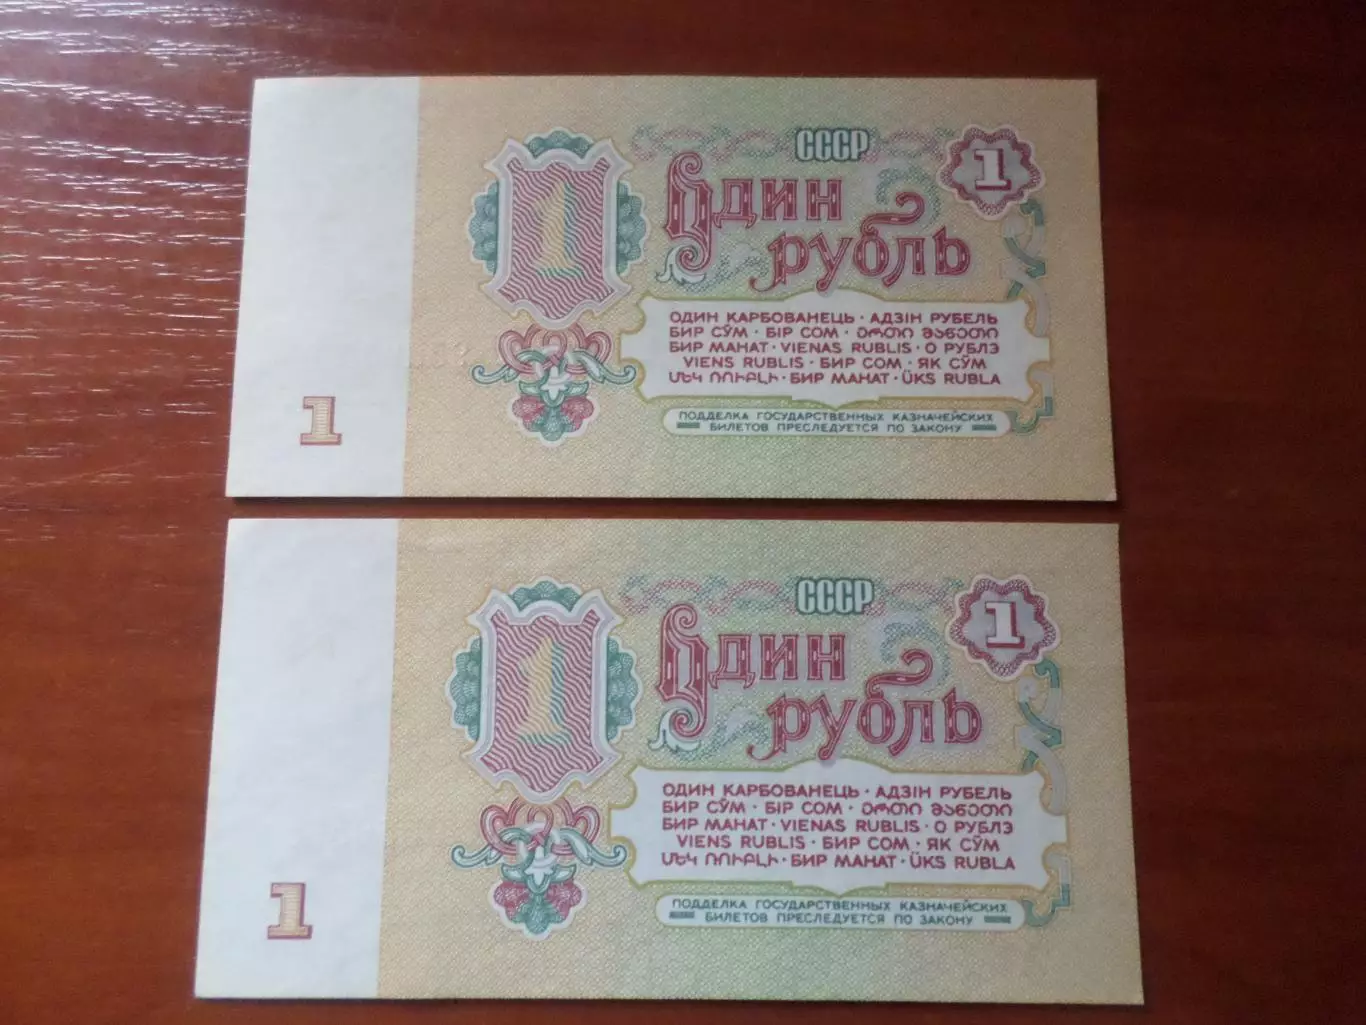 СССР
1
1
ОДИН
РУБЛЬ
ОДИН КАРБОВАНЕЦЬ · АДЗІН РУБЕЛЬ
БИР СЎМ · БІР СОМ · ᲔᲠᲗᲘ ᲛᲐᲜᲔᲗᲘ
БИР МАНАТ · VIENAS RUBLIS · О РУБЛЭ
VIENS RUBLIS · БИР СОМ · ЯК СЎМ
ՄԵԿ ՌՈՒԲԼԻ · БИР МАНАТ · ÜKS RUBLA
ПОДДЕЛКА ГОСУДАРСТВЕННЫХ КАЗНАЧЕЙСКИХ
БИЛЕТОВ ПРЕСЛЕДУЕТСЯ ПО ЗАКОНУ
1
СССР
1
1
ОДИН
РУБЛЬ
ОДИН КАРБОВАНЕЦЬ · АДЗІН РУБЕЛЬ
БИР СЎМ · БІР СОМ · ᲔᲠᲗᲘ ᲛᲐᲜᲔᲗᲘ
БИР МАНАТ · VIENAS RUBLIS · О РУБЛЭ
VIENS RUBLIS · БИР СОМ · ЯК СЎМ
ՄԵԿ ՌՈՒԲԼԻ · БИР МАНАТ · ÜKS RUBLA
ПОДДЕЛКА ГОСУДАРСТВЕННЫХ КАЗНАЧЕЙСКИХ
БИЛЕТОВ ПРЕСЛЕДУЕТСЯ ПО ЗАКОНУ
1